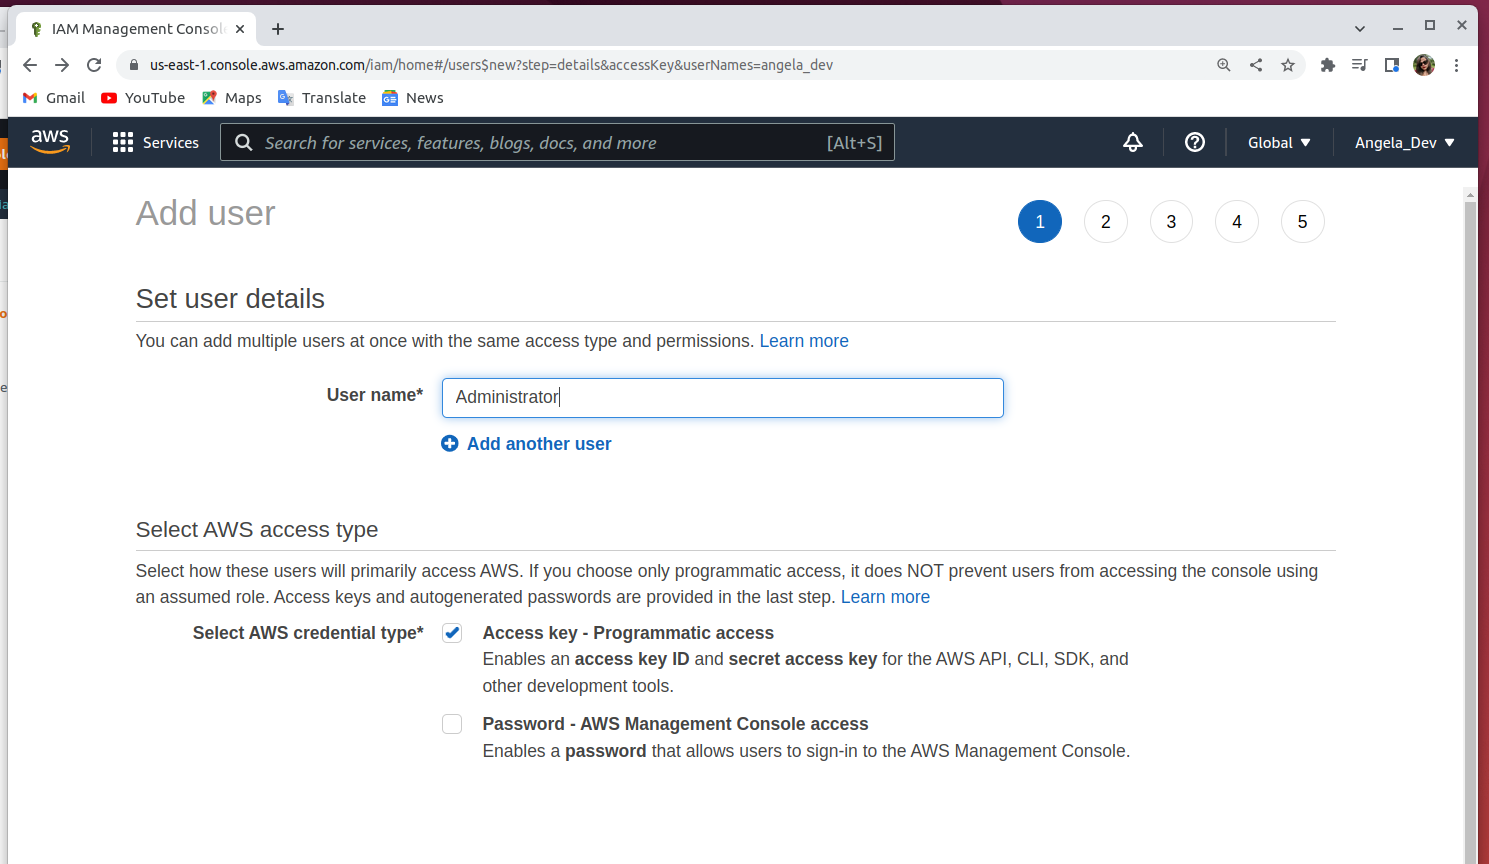 IAM Management Consol
us-east-1.console.aws.amazon.com/iam/home#/users$new?step=details&accessKey&userNames=angela_dev
Gmail YouTube Maps Translate News
aws Services Search for services, features, blogs, docs, and more [Alt+S] Global Angela_Dev
Add user 1 2 3 4 5
Set user details
You can add multiple users at once with the same access type and permissions. Learn more
User name* Administrator
Add another user
Select AWS access type
Select how these users will primarily access AWS. If you choose only programmatic access, it does NOT prevent users from accessing the console using
an assumed role. Access keys and autogenerated passwords are provided in the last step. Learn more
Select AWS credential type* Access key - Programmatic access
Enables an access key ID and secret access key for the AWS API, CLI, SDK, and
other development tools.
Password - AWS Management Console access
Enables a password that allows users to sign-in to the AWS Management Console.